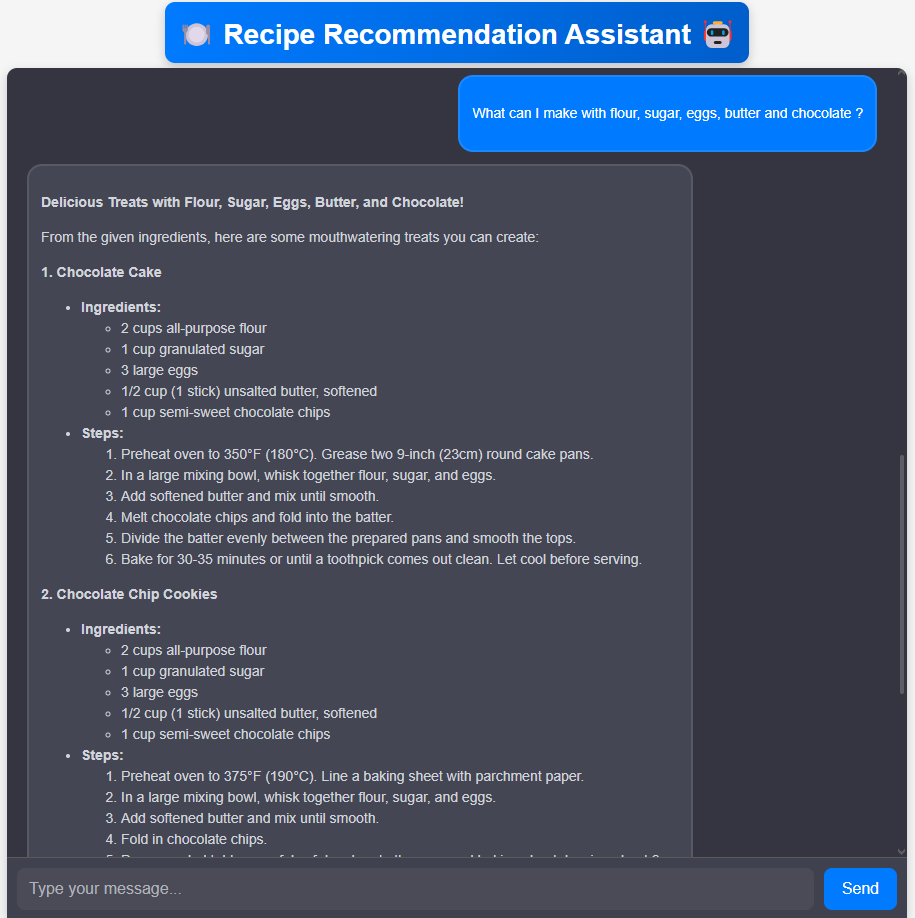 🍽️ Recipe Recommendation Assistant 🤖
What can I make with flour, sugar, eggs, butter and chocolate ?
Delicious Treats with Flour, Sugar, Eggs, Butter, and Chocolate!
From the given ingredients, here are some mouthwatering treats you can create:
1. Chocolate Cake
• Ingredients:
◦ 2 cups all-purpose flour
◦ 1 cup granulated sugar
◦ 3 large eggs
◦ 1/2 cup (1 stick) unsalted butter, softened
◦ 1 cup semi-sweet chocolate chips
• Steps:
1. Preheat oven to 350°F (180°C). Grease two 9-inch (23cm) round cake pans.
2. In a large mixing bowl, whisk together flour, sugar, and eggs.
3. Add softened butter and mix until smooth.
4. Melt chocolate chips and fold into the batter.
5. Divide the batter evenly between the prepared pans and smooth the tops.
6. Bake for 30-35 minutes or until a toothpick comes out clean. Let cool before serving.
2. Chocolate Chip Cookies
• Ingredients:
◦ 2 cups all-purpose flour
◦ 1 cup granulated sugar
◦ 3 large eggs
◦ 1/2 cup (1 stick) unsalted butter, softened
◦ 1 cup semi-sweet chocolate chips
• Steps:
1. Preheat oven to 375°F (190°C). Line a baking sheet with parchment paper.
2. In a large mixing bowl, whisk together flour, sugar, and eggs.
3. Add softened butter and mix until smooth.
4. Fold in chocolate chips.
Type your message...
Send